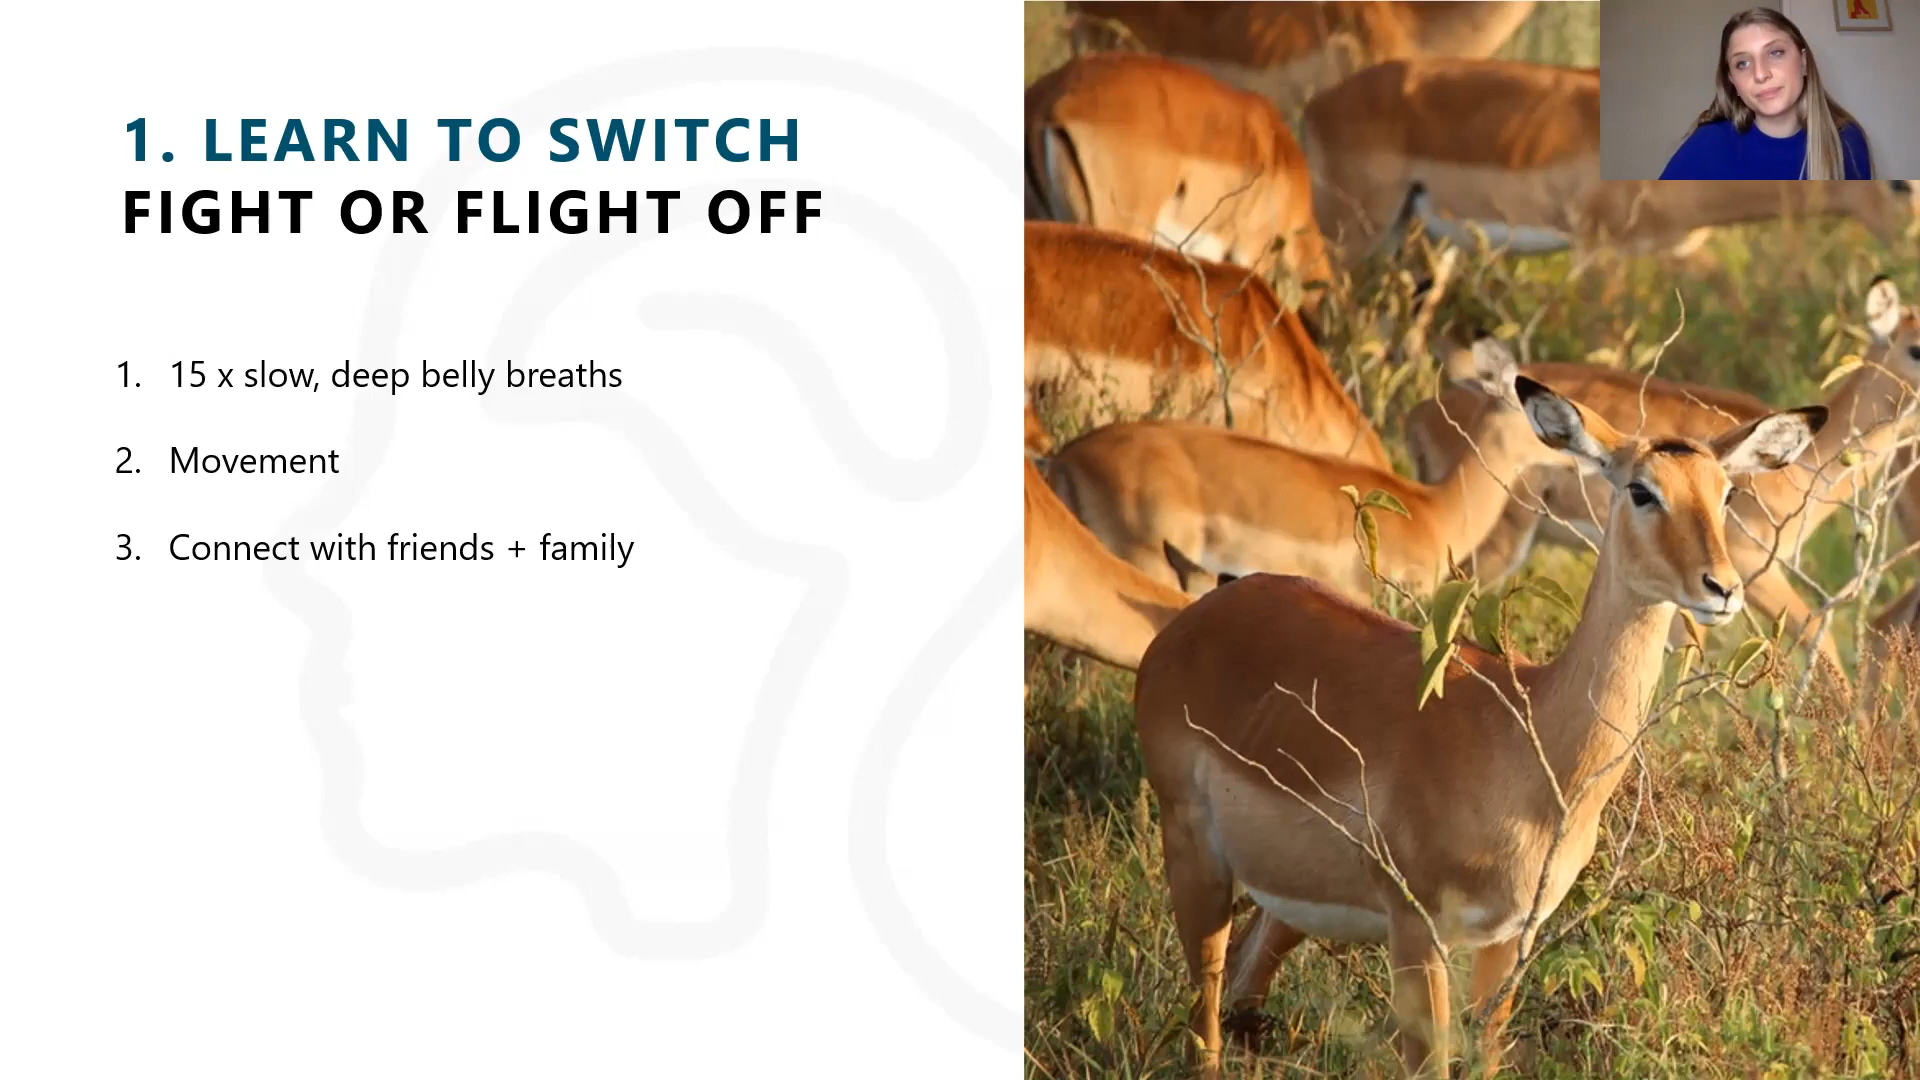 1. LEARN TO SWITCH
FIGHT OR FLIGHT OFF
1. 15 x slow, deep belly breaths
2. Movement
3. Connect with friends + family